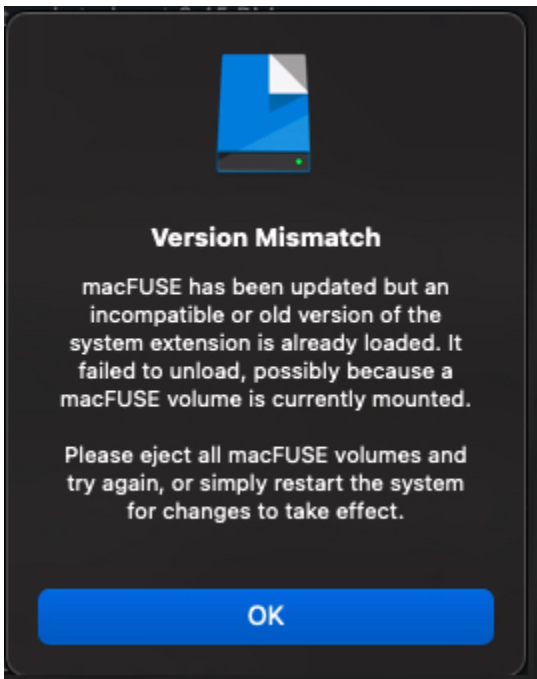 Version Mismatch
macFUSE has been updated but an
incompatible or old version of the
system extension is already loaded. It
failed to unload, possibly because a
macFUSE volume is currently mounted.
Please eject all macFUSE volumes and
try again, or simply restart the system
for changes to take effect.
OK